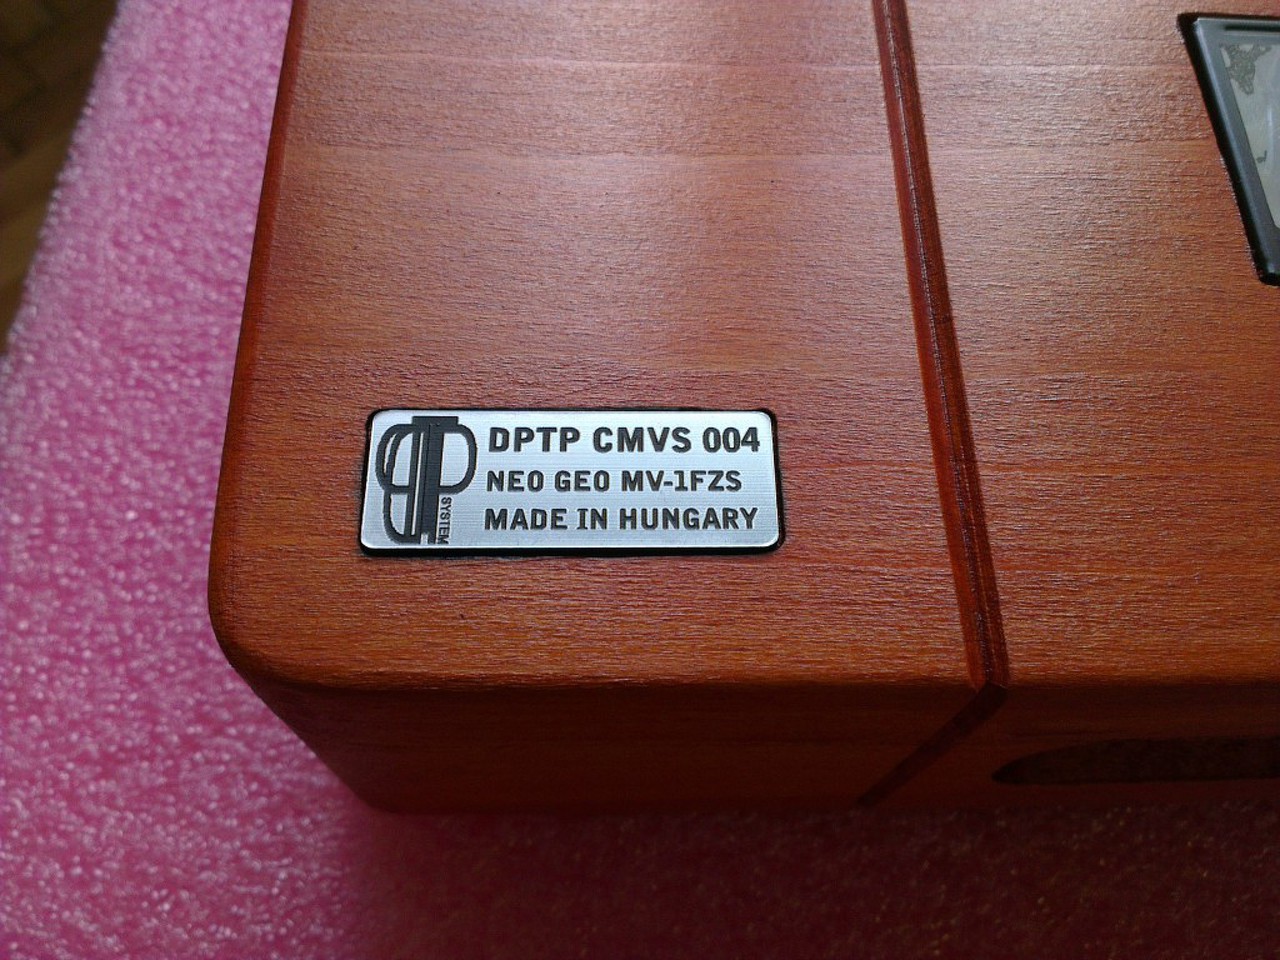 DPTP CMVS 004
NEO GEO MV-1FZS
MADE IN HUNGARY
SYSTEM